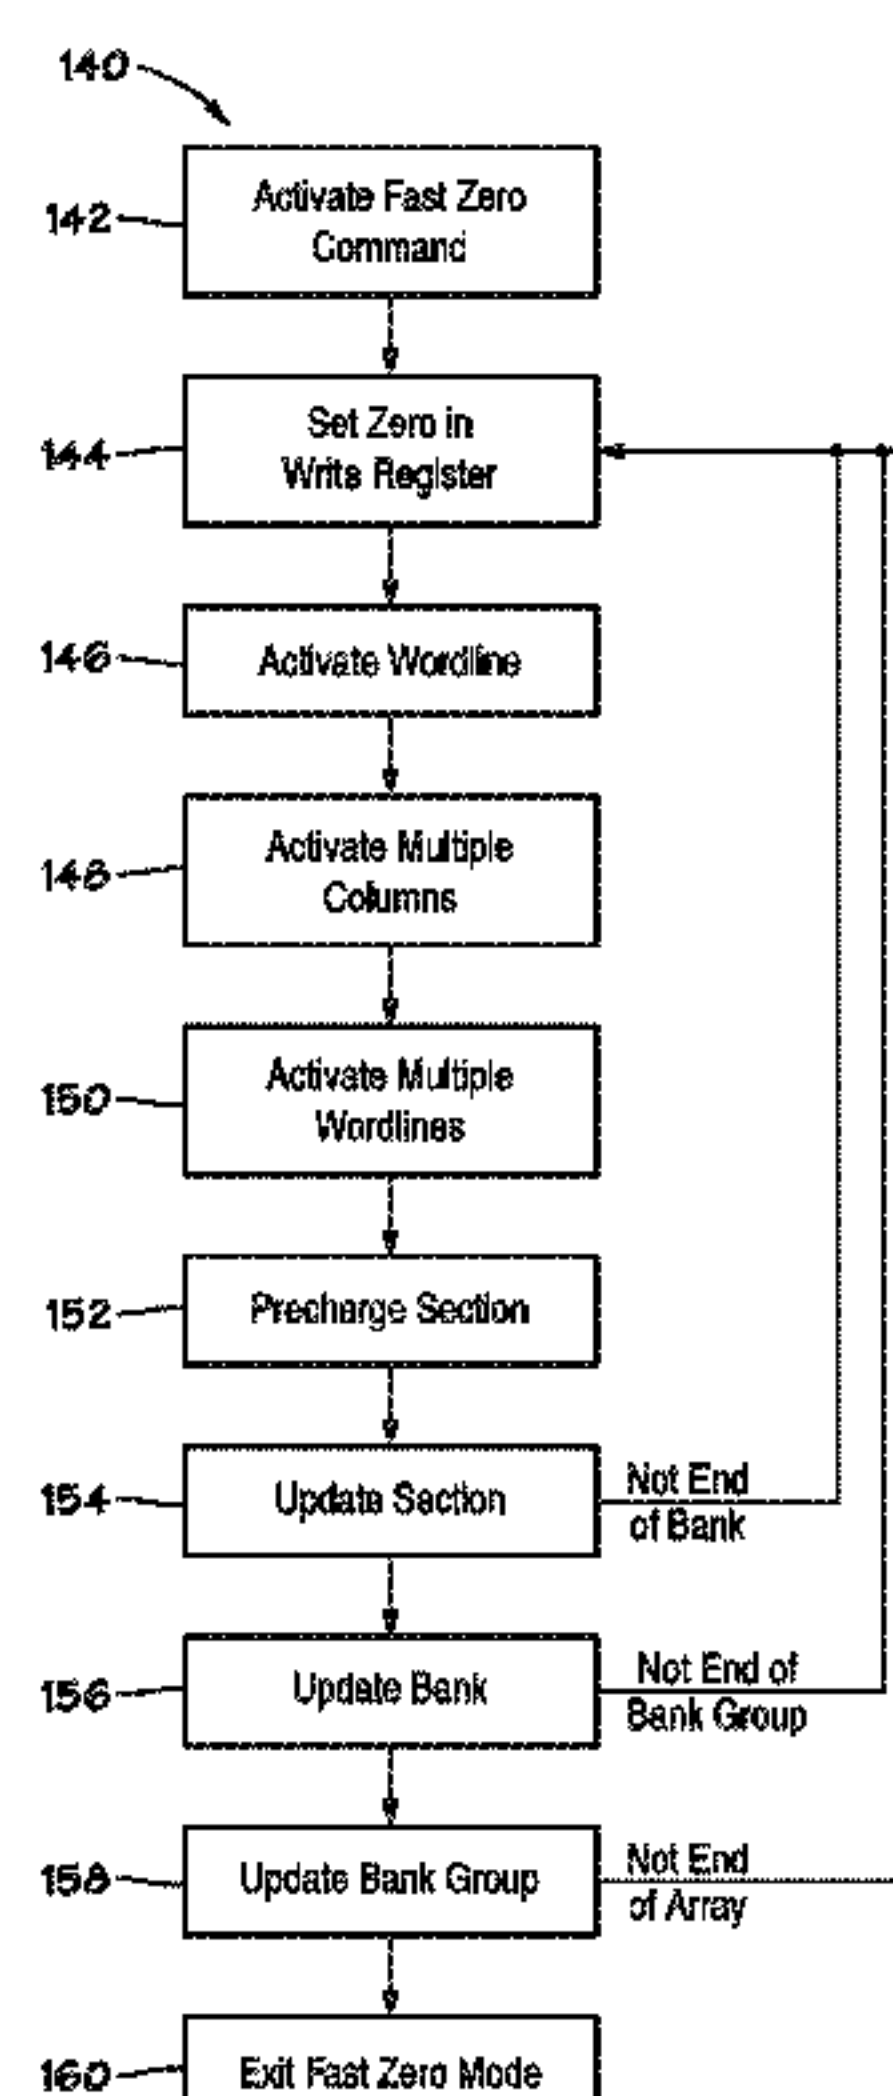 140
142
Activate Fast Zero
Command
144
Set Zero in
Write Register
146
Activate Wordline
148
Activate Multiple
Columns
150
Activate Multiple
Wordlines
152
Precharge Section
154
Update Section
Not End
of Bank
156
Update Bank
Not End of
Bank Group
158
Update Bank Group
Not End
of Array
160
Exit Fast Zero Mode